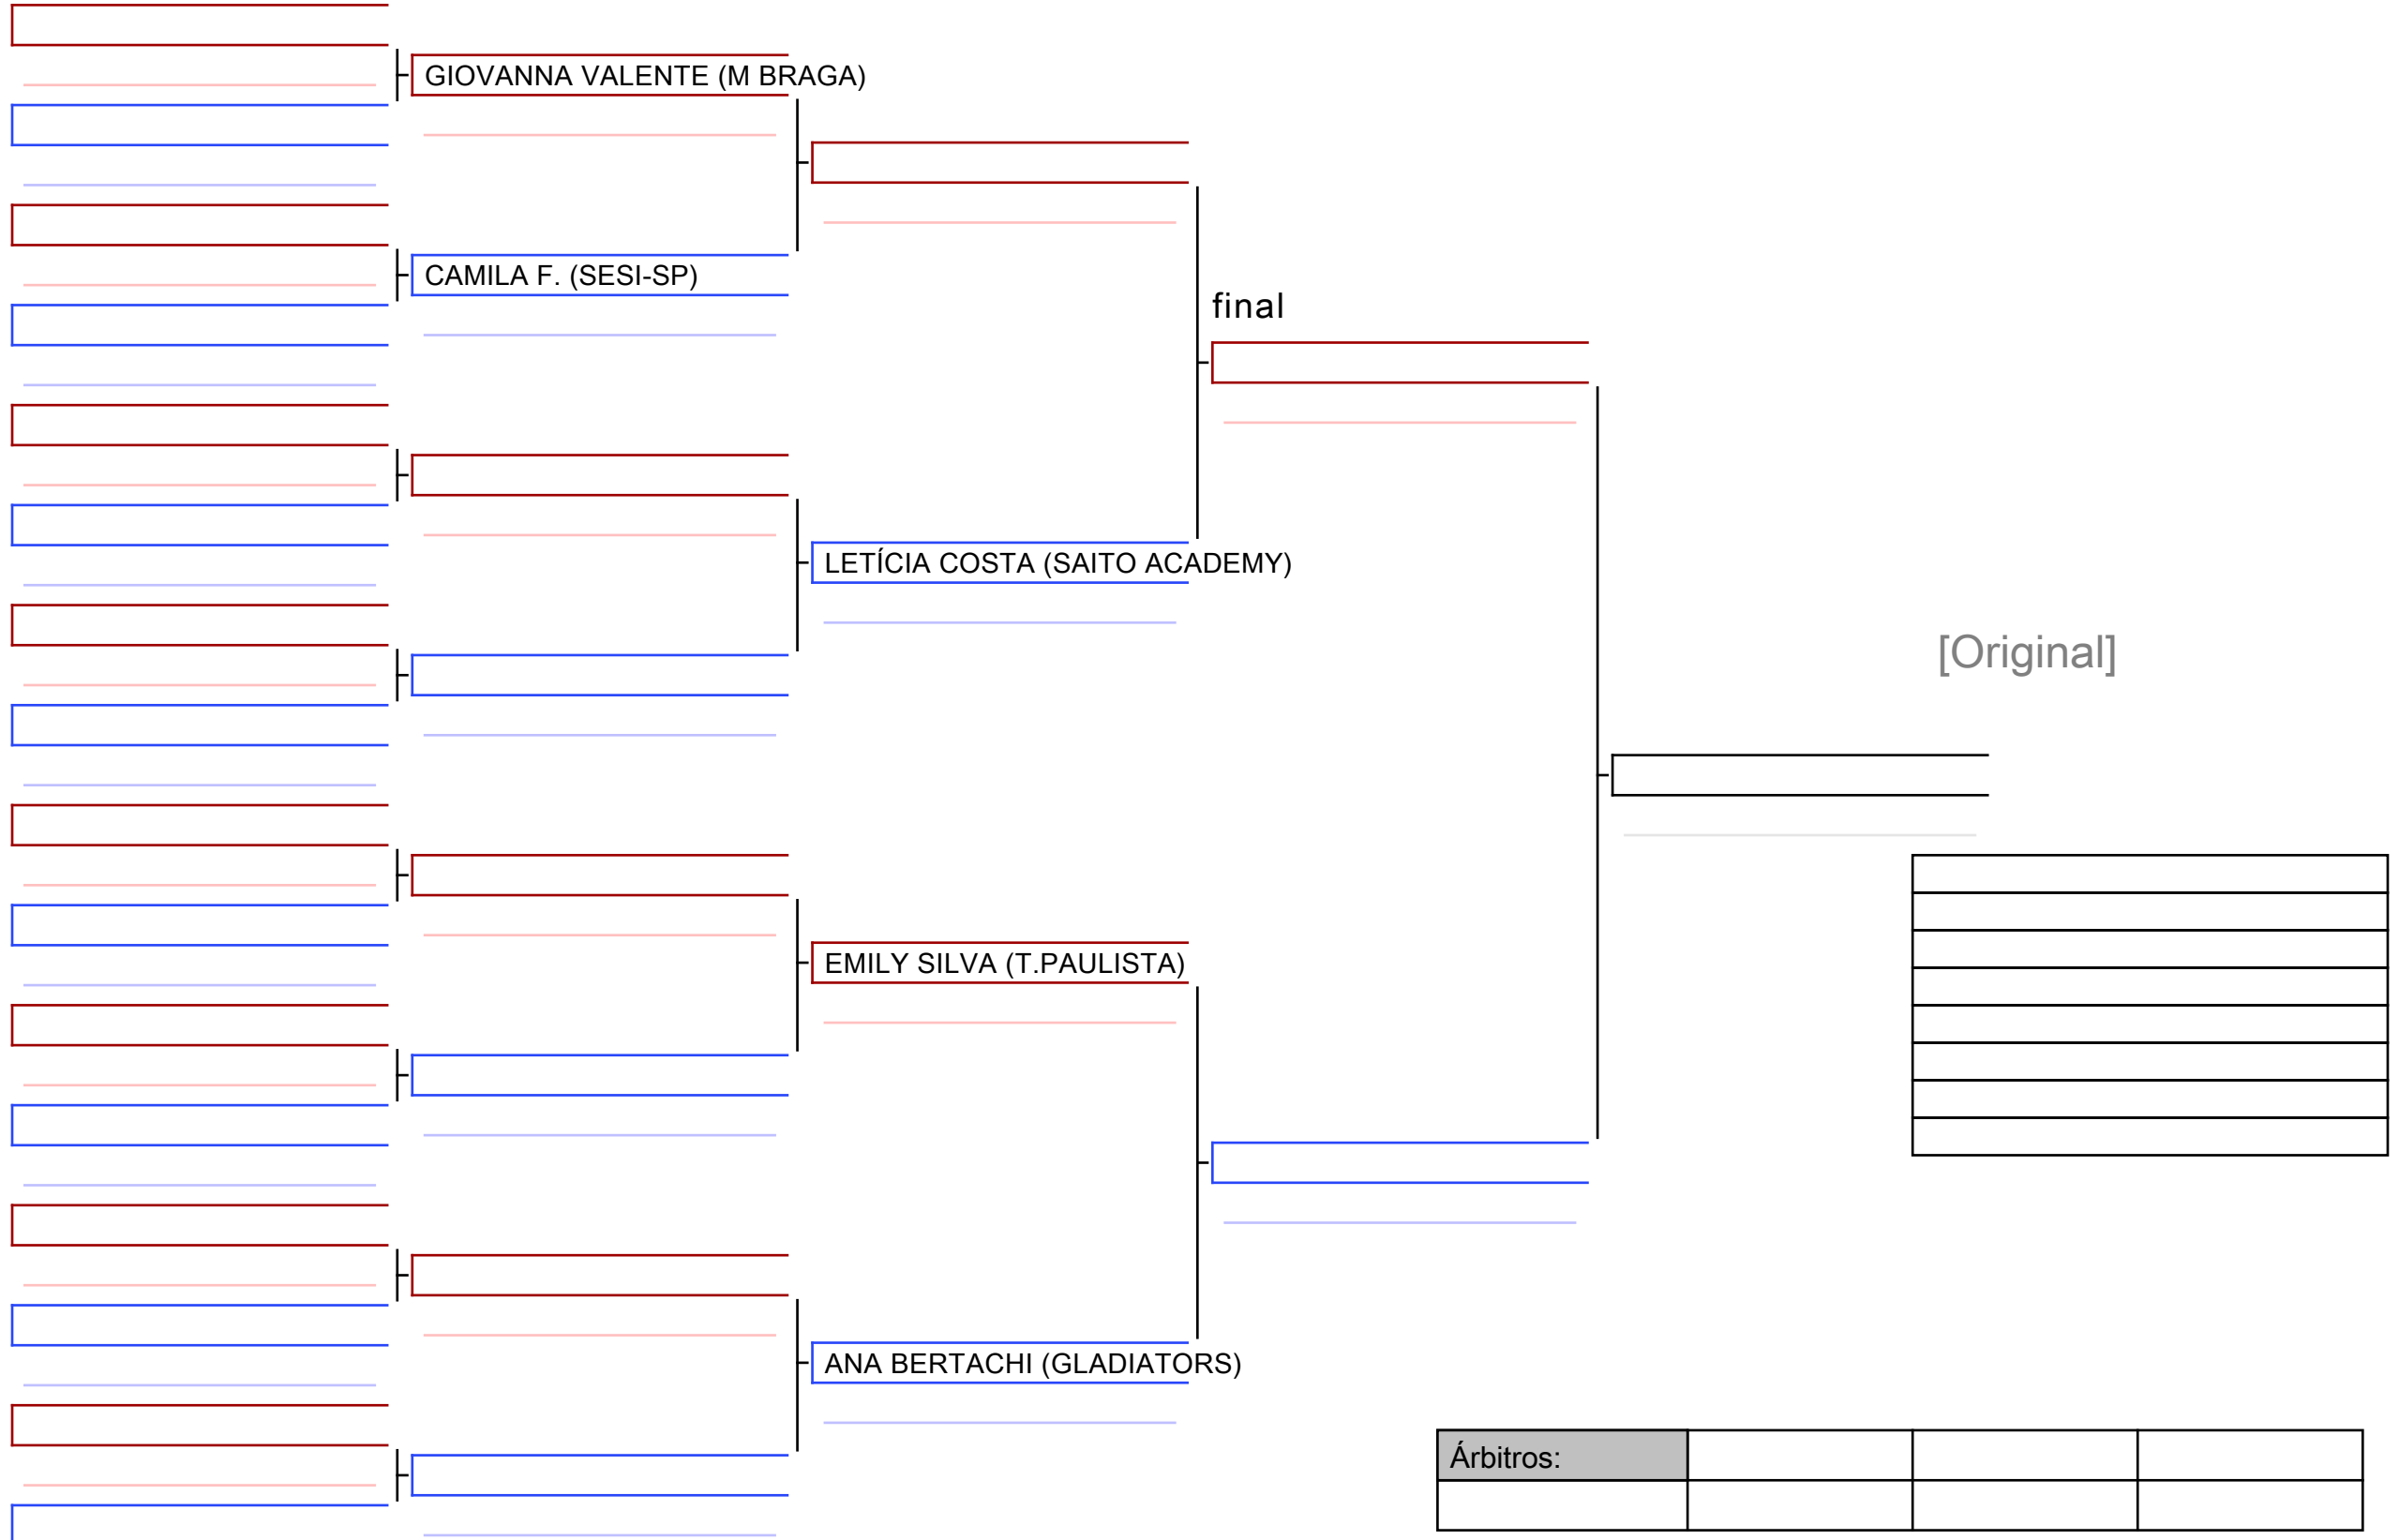 GIOVANNA VALENTE (M BRAGA)
CAMILA F. (SESI-SP)
final
LETÍCIA COSTA (SAITO ACADEMY)
[Original]
EMILY SILVA (T.PAULISTA)
ANA BERTACHI (GLADIATORS)
Árbitros: